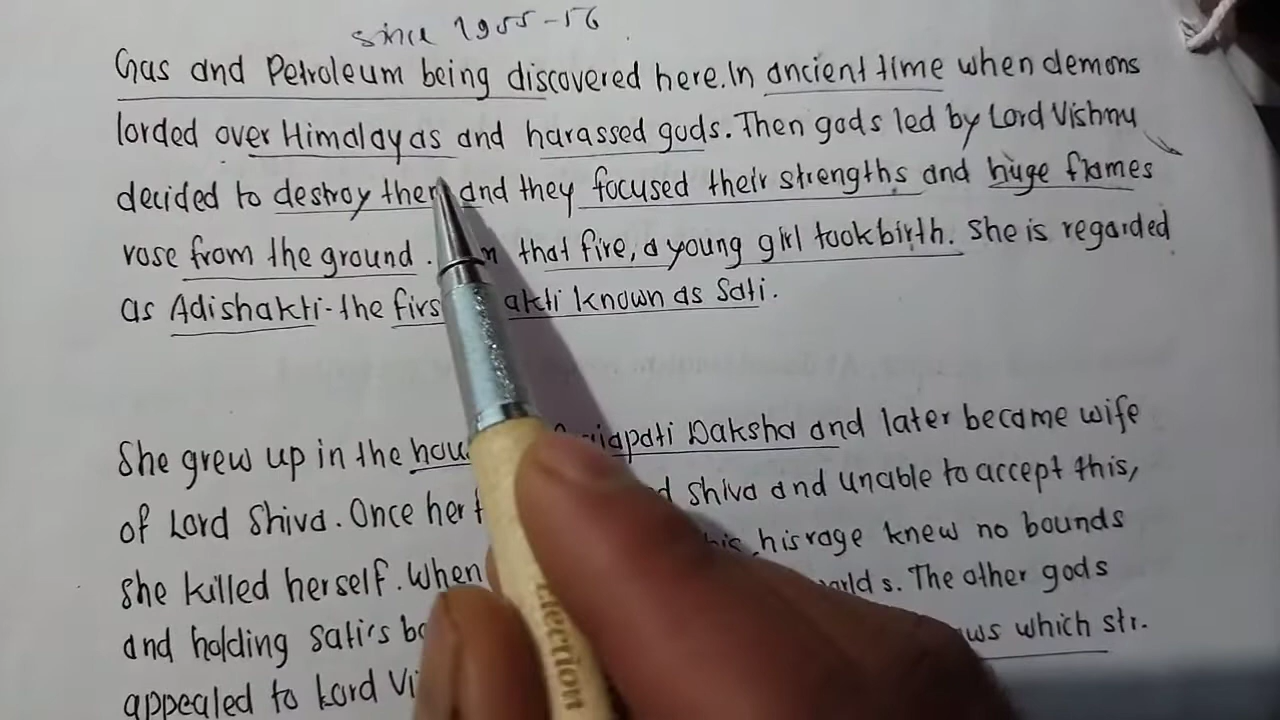 since 1955-56.
Gas and Petroleum being discovered here. In ancient time when demons
lorded over Himalayas and harassed gods. Then gods led by Lord Vishnu
decided to destroy them and they focused their strengths and huge flames
rose from the ground. that fire, a young girl took birth. She is regarded
as Adishakti-the known as Sati.
She grew up in the Daksha and later became wife
of Lord Shiva. Once her Shiva and unable to accept this,
his rage knew no bounds
she killed herself. When The other gods
and holding Sati's which str.
appealed to Lord
Election